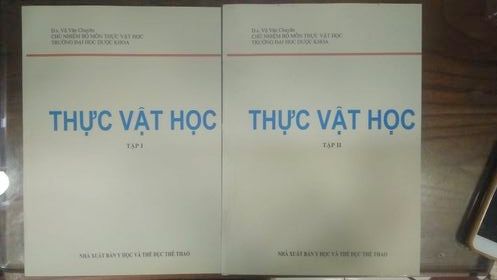 D.s. Vũ Văn Chuyên
CHỦ NHIỆM BỘ MÔN THỰC VẬT HỌC
TRƯỜNG ĐẠI HỌC DƯỢC KHOA
THỰC VẬT HỌC
TẬP I
NHÀ XUẤT BẢN Y HỌC VÀ THỂ DỤC THỂ THAO
D.s. Vũ Văn Chuyên
CHỦ NHIỆM BỘ MÔN THỰC VẬT HỌC
TRƯỜNG ĐẠI HỌC DƯỢC KHOA
THỰC VẬT HỌC
TẬP II
NHÀ XUẤT BẢN Y HỌC VÀ THỂ DỤC THỂ THAO